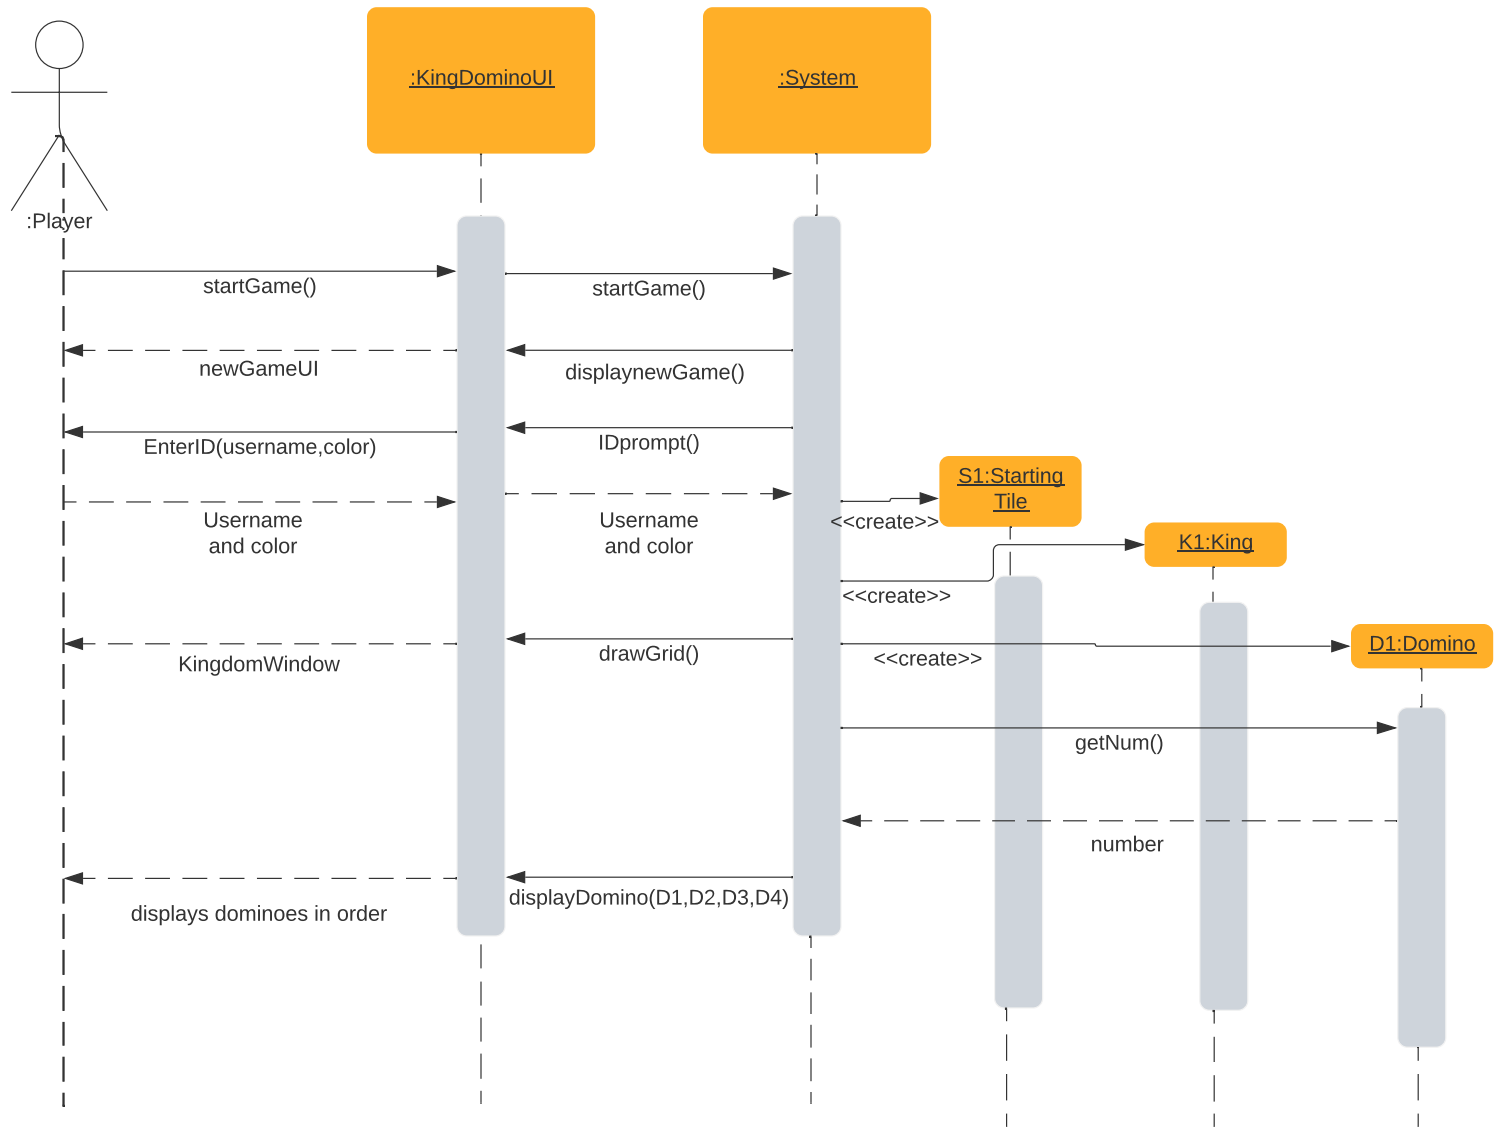 :KingDominoUI
:System
:Player
startGame()
startGame()
newGameUI
displaynewGame()
EnterID(username,color)
IDprompt()
S1:Starting
Tile
Username
and color
Username
and color
<<create>>
K1:King
<<create>>
KingdomWindow
drawGrid()
<<create>>
D1:Domino
getNum()
number
displayDomino(D1,D2,D3,D4)
displays dominoes in order